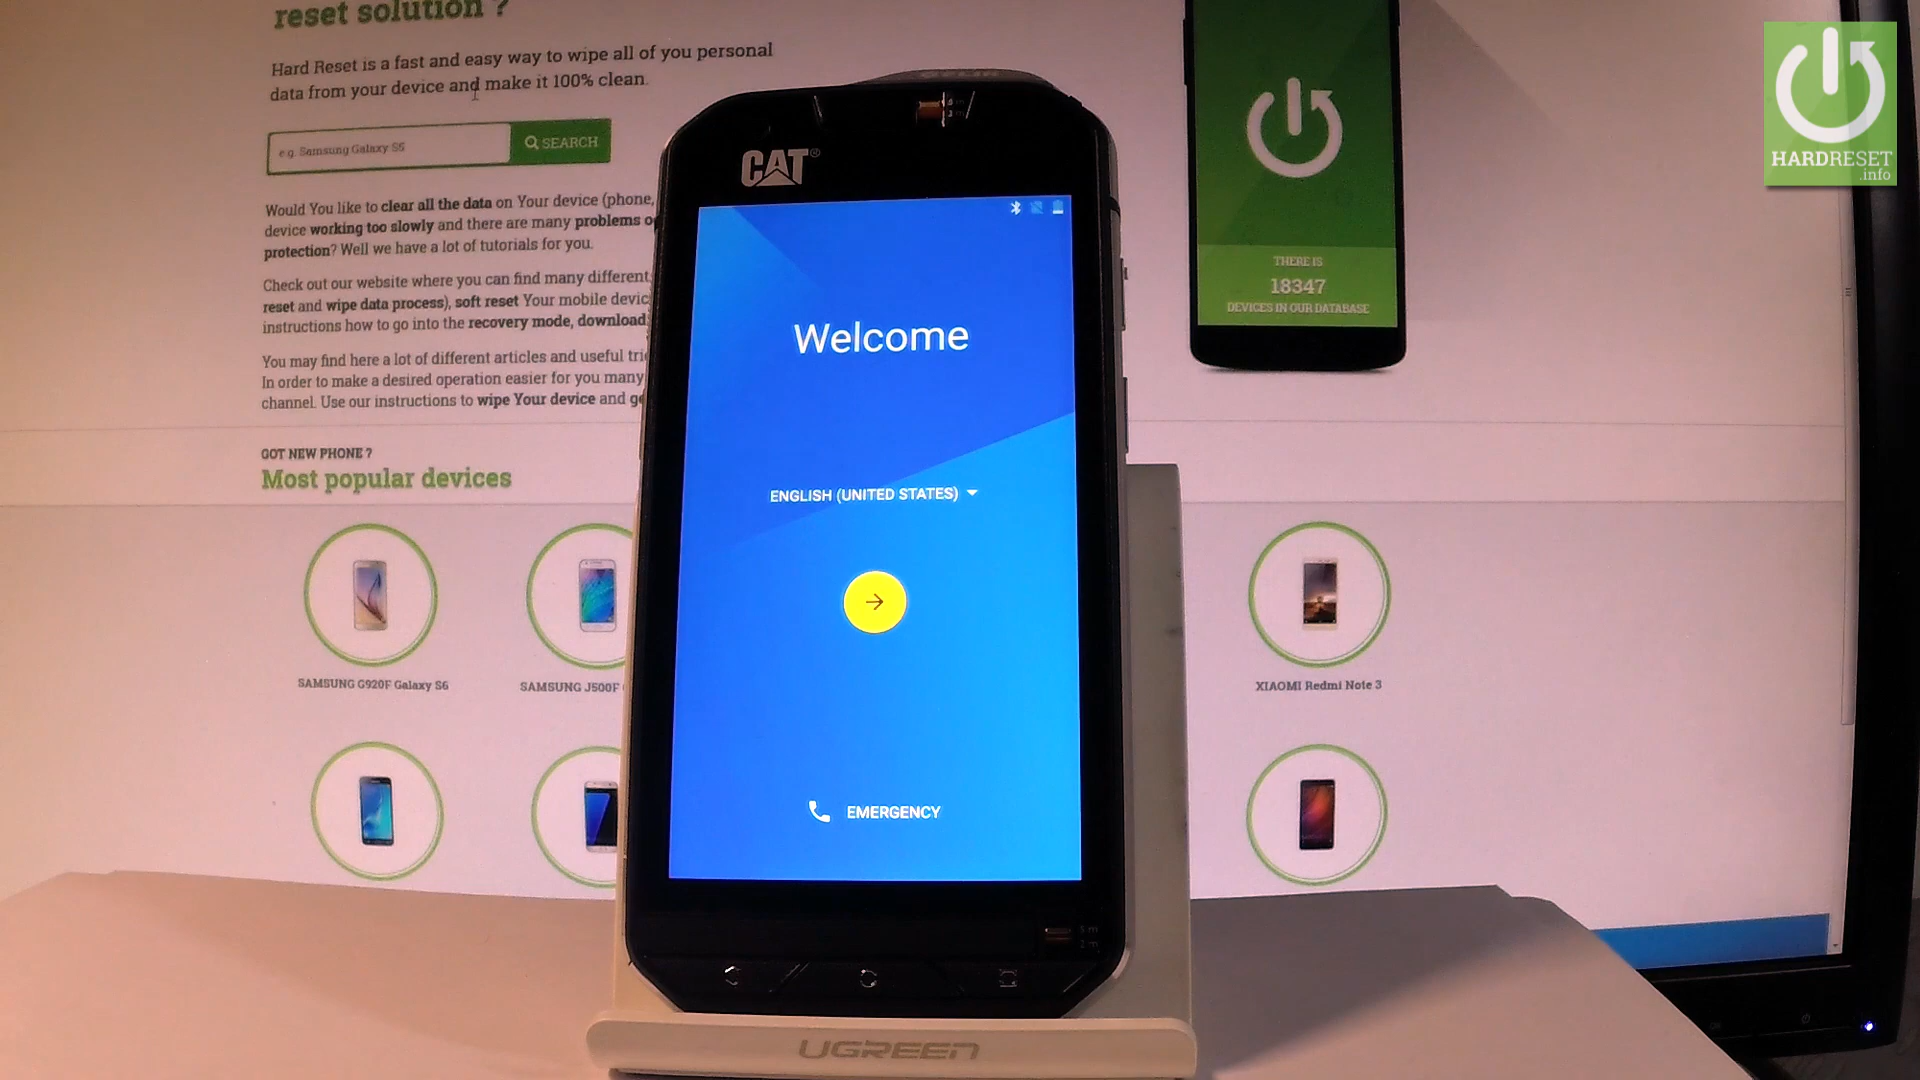 reset solution ?
Hard Reset is a fast and easy way to wipe all of you personal
data from your device and make it 100% clean.
e.g. Samsung Galaxy S6
SEARCH
Would You like to clear all the data on Your device (phone,
device working too slowly and there are many problems o
protection? Well we have a lot of tutorials for you.
Check out our website where you can find many different
reset and wipe data process), soft reset Your mobile devic
instructions how to go into the recovery mode, download
You may find here a lot of different articles and useful tri
In order to make a desired operation easier for you many
channel. Use our instructions to wipe Your device and ge
GOT NEW PHONE ?
Most popular devices
SAMSUNG G920F Galaxy S6
SAMSUNG J500F
CAT®
Welcome
ENGLISH (UNITED STATES)
EMERGENCY
UGREEN
THERE IS
18347
DEVICES IN OUR DATABASE
XIAOMI Redmi Note 3
HARDRESET
.info